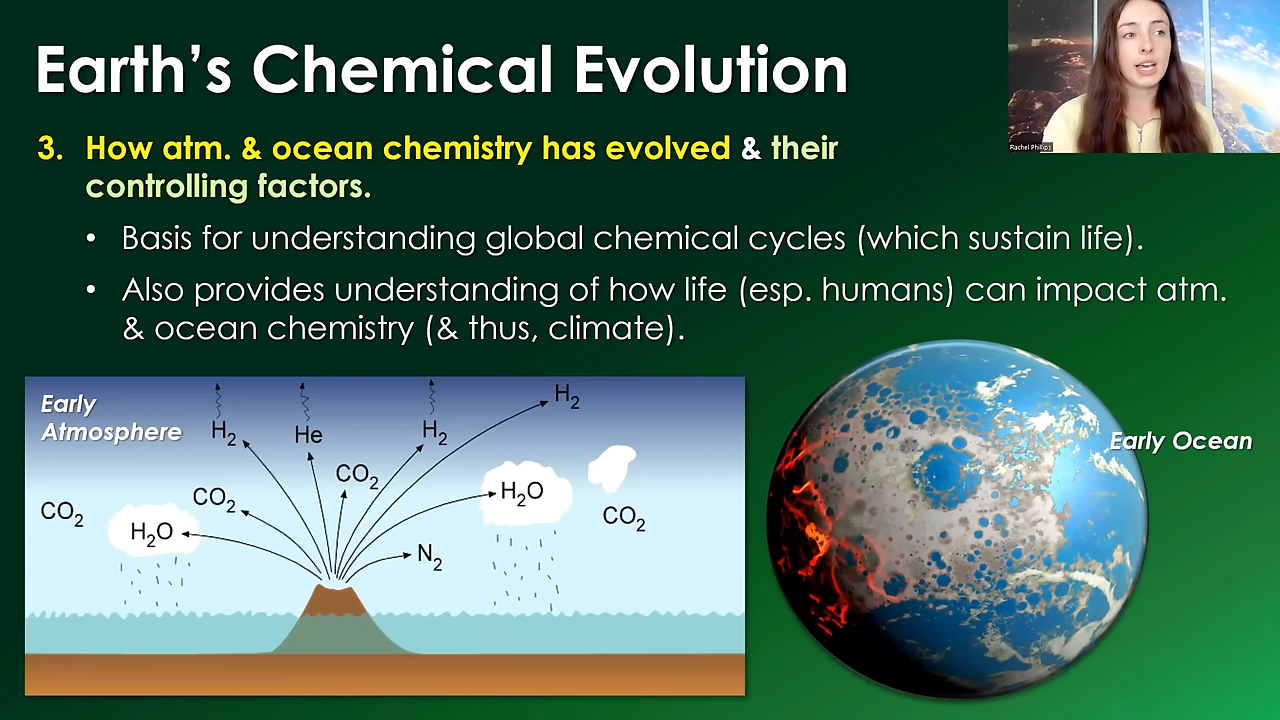 Earth's Chemical Evolution
Rachel Phillips
3. How atm. & ocean chemistry has evolved & their
controlling factors.
• Basis for understanding global chemical cycles (which sustain life).
• Also provides understanding of how life (esp. humans) can impact atm.
& ocean chemistry (& thus, climate).
Early
Atmosphere
H₂
He
H₂
H₂
CO₂
CO₂
CO₂
H₂O
H₂O
CO₂
N₂
Early Ocean